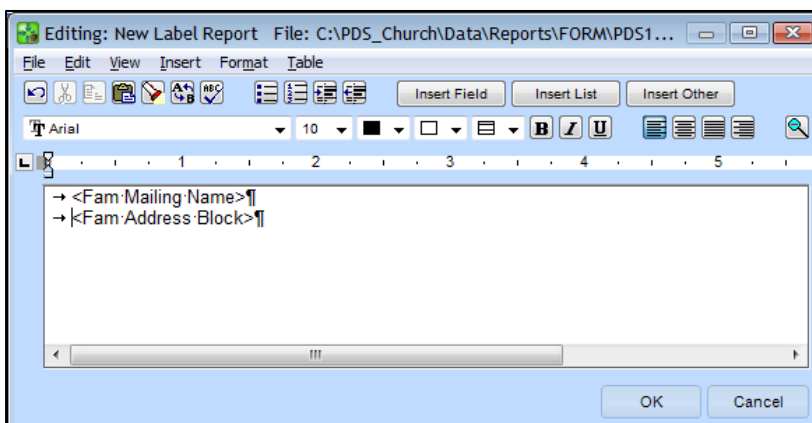 Editing: New Label Report File: C:\PDS_Church\Data\Reports\FORM\PDS1...
File Edit View Insert Format Table
Insert Field Insert List Insert Other
Arial 10 B I U
1 2 3 4 5
→ <Fam·Mailing·Name>¶
→ <Fam·Address·Block>¶
OK Cancel